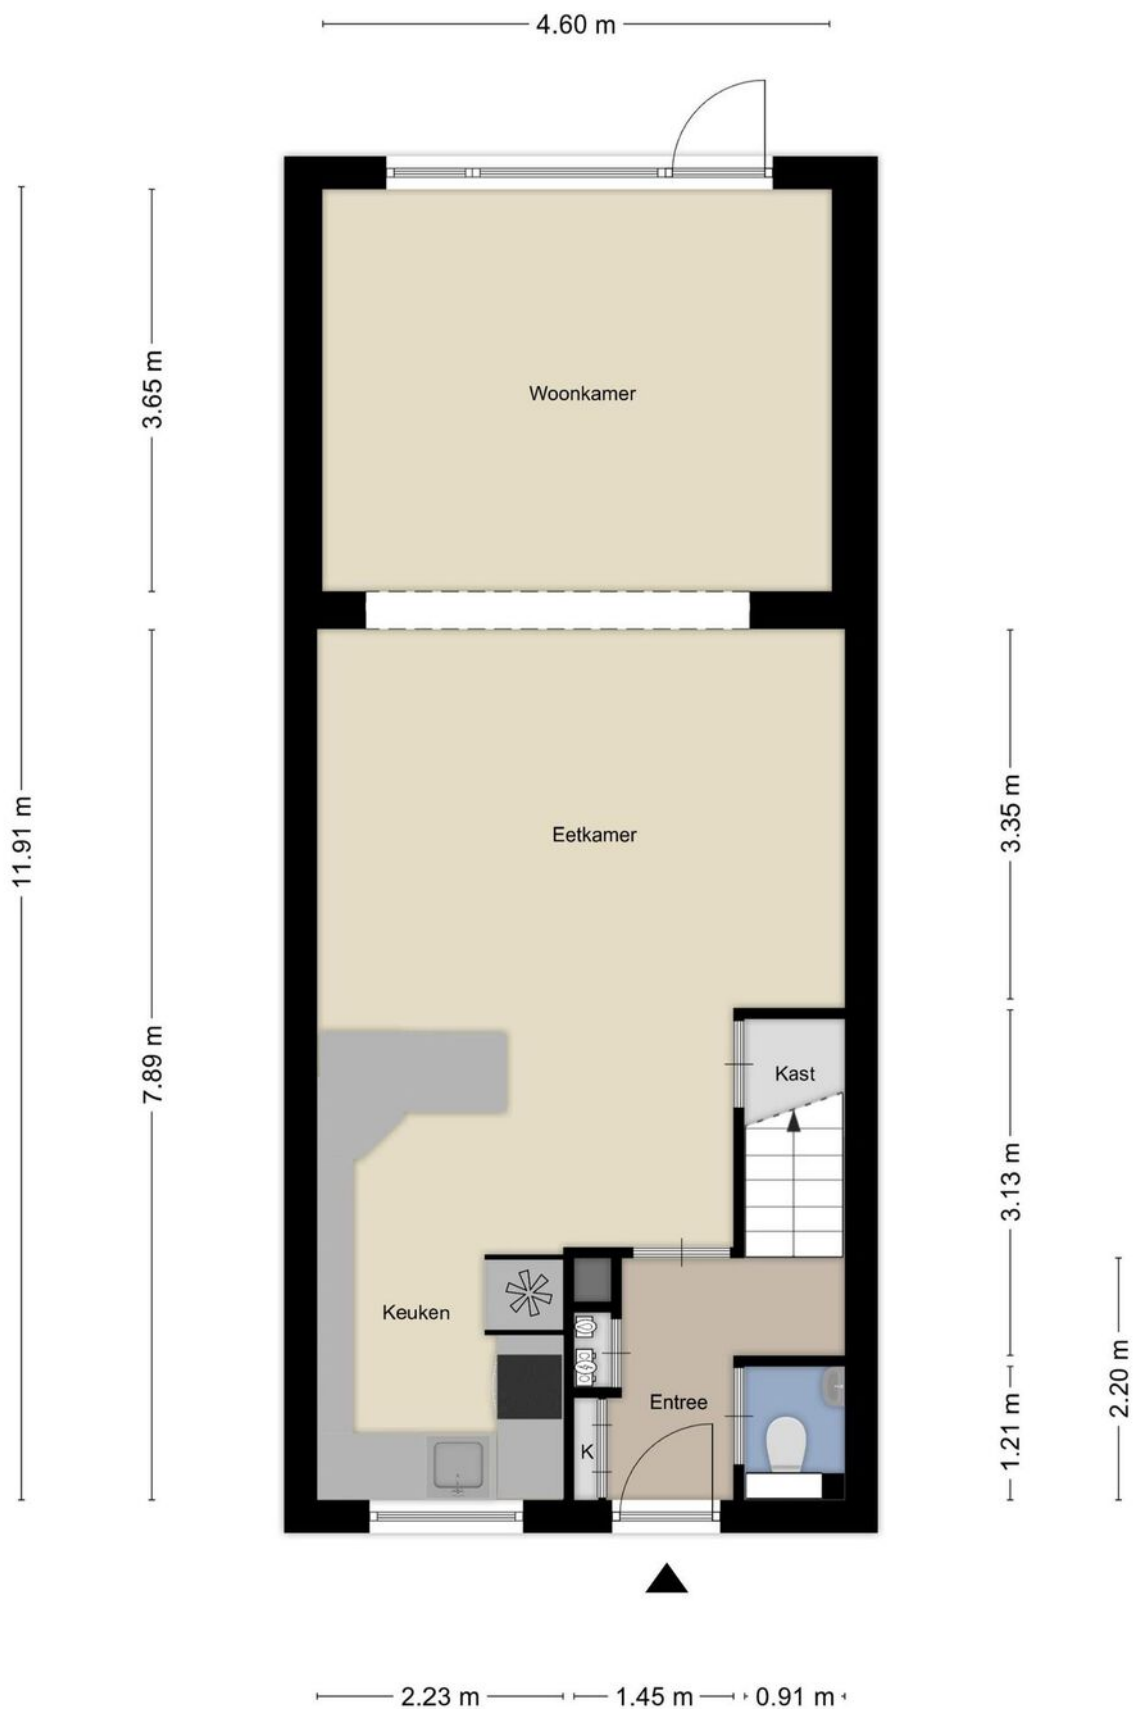 4.60 m
3.65 m
Woonkamer
11.91 m
Eetkamer
3.35 m
7.89 m
Kast
3.13 m
Keuken
2.20 m
Entree
1.21 m
K
2.23 m
1.45 m
0.91 m